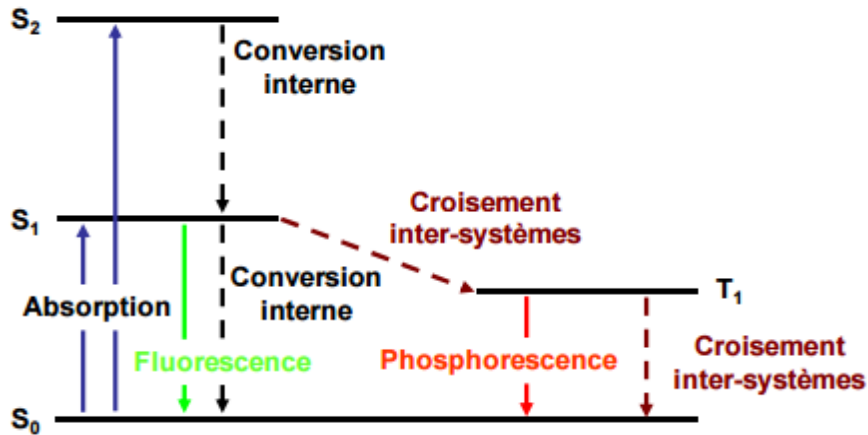 S₂
Conversion
interne
S₁
Croisement
inter-systèmes
Conversion
interne
T₁
Absorption
Fluorescence
Phosphorescence
Croisement
inter-systèmes
S₀